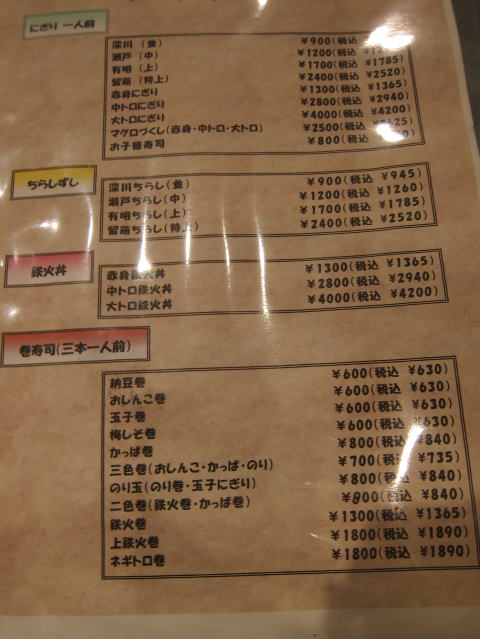 にぎり 一人前
深川 (並) ¥900(税込
瀬戸 (中) ¥1200(税込
有明 (上) ¥1700(税込 ¥1785)
留萌 (特上) ¥2400(税込 ¥2520)
赤身にぎり ¥1300(税込 ¥1365)
中トロにぎり ¥2800(税込 ¥2940)
大トロにぎり ¥4000(税込 ¥4200)
マグロづくし(赤身・中トロ・大トロ) ¥2500(税込
お子様寿司 ¥800(税込
ちらしずし
深川ちらし(並) ¥900(税込 ¥945)
瀬戸ちらし(中) ¥1200(税込 ¥1260)
有明ちらし(上) ¥1700(税込 ¥1785)
留萌ちらし(特上) ¥2400(税込 ¥2520)
鉄火丼
赤身鉄火丼 ¥1300(税込 ¥1365)
中トロ鉄火丼 ¥2800(税込 ¥2940)
大トロ鉄火丼 ¥4000(税込 ¥4200)
巻寿司(三本一人前)
納豆巻 ¥600(税込 ¥630)
おしんこ巻 ¥600(税込 ¥630)
玉子巻 ¥600(税込 ¥630)
梅しそ巻 ¥600(税込 ¥630)
かっぱ巻 ¥800(税込 ¥840)
三色巻(おしんこ・かっぱ・のり) ¥700(税込 ¥735)
のり玉(のり巻・玉子にぎり) ¥800(税込 ¥840)
二色巻(鉄火巻・かっぱ巻) ¥800(税込 ¥840)
鉄火巻 ¥1300(税込 ¥1365)
上鉄火巻 ¥1800(税込 ¥1890)
ネギトロ巻 ¥1800(税込 ¥1890)